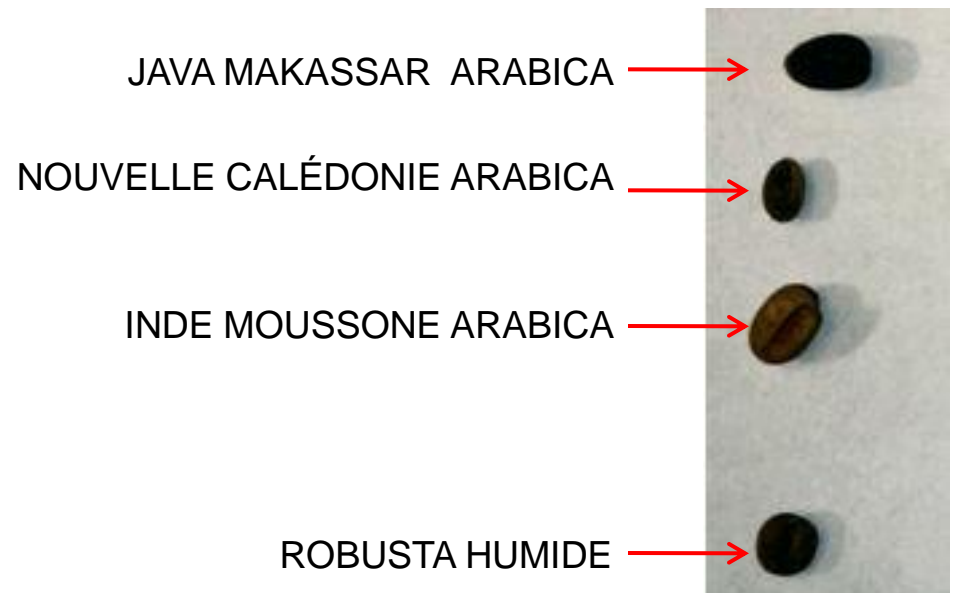 JAVA MAKASSAR ARABICA
NOUVELLE CALÉDONIE ARABICA
INDE MOUSSONE ARABICA
ROBUSTA HUMIDE